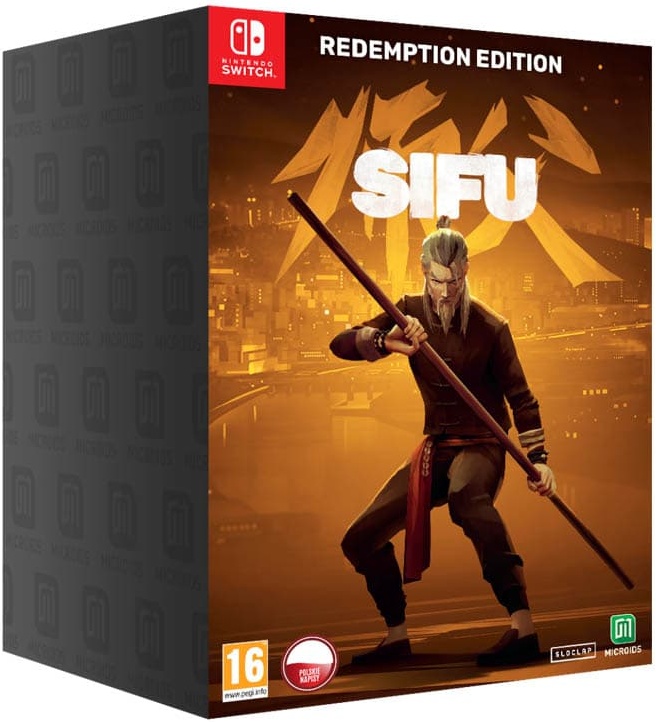 NINTENDO
SWITCH.
REDEMPTION EDITION
SIFU
16
www.pegi.info
POLSKIE
NAPISY
SLOCLAP
MICROIDS